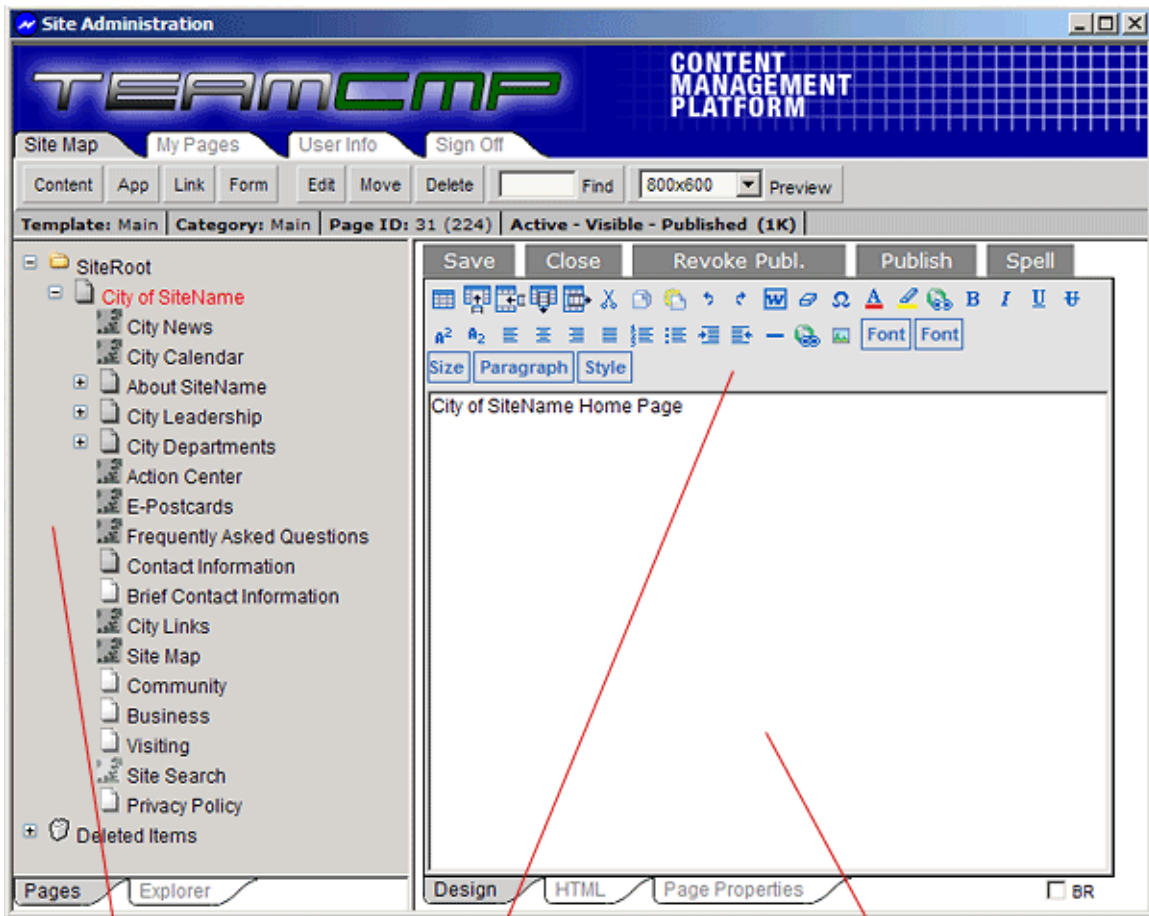 Site Administration
TEAMCMP
CONTENT
MANAGEMENT
PLATFORM
Site Map My Pages User Info Sign Off
Content App Link Form Edit Move Delete Find 800x600 Preview
Template: Main Category: Main Page ID: 31 (224) Active - Visible - Published (1K)
SiteRoot
City of SiteName
City News
City Calendar
About SiteName
City Leadership
City Departments
Action Center
E-Postcards
Frequently Asked Questions
Contact Information
Brief Contact Information
City Links
Site Map
Community
Business
Visiting
Site Search
Privacy Policy
Deleted Items
Pages Explorer
Save Close Revoke Publ. Publish Spell
W Ω A B I U U
A² A₂ Font Font
Size Paragraph Style
City of SiteName Home Page
Design HTML Page Properties BR